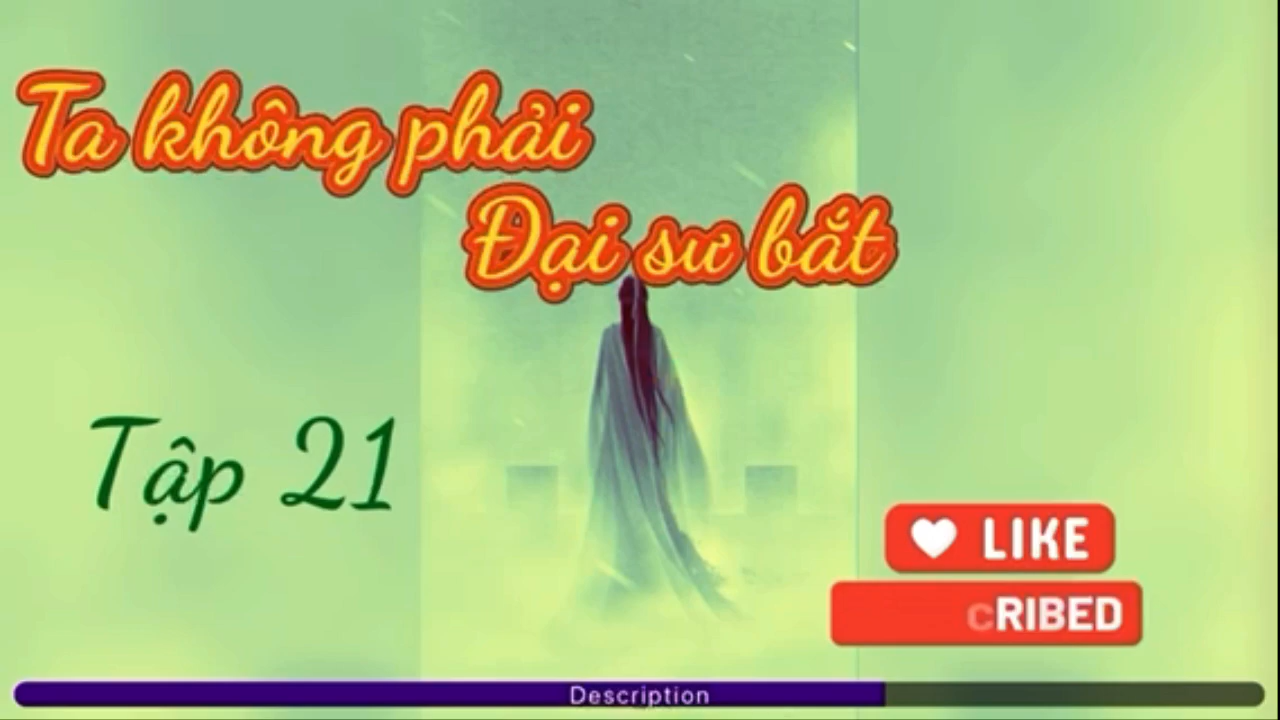 Ta không phải
Đại sư bắt
Tập 21
LIKE
cRIBED
Description